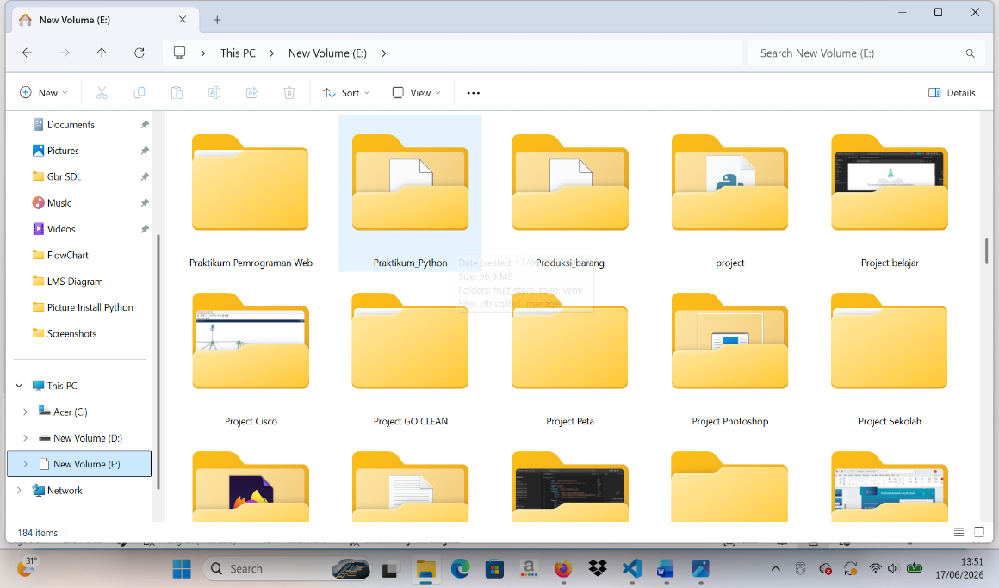 New Volume (E:)
This PC
New Volume (E:)
Search New Volume (E:)
New
Sort
View
Details
Documents
Pictures
Gbr SDL
Music
Videos
FlowChart
LMS Diagram
Picture Install Python
Screenshots
This PC
Acer (C:)
New Volume (D:)
New Volume (E:)
Network
Praktikum Pemrograman Web
Praktikum_Python
Produksi_barang
project
Project belajar
Date created: 17/0
Size: 56,9 MB
Folders: fruit_store, toko, venv
Files: db.sqlite3, manage
Project Cisco
Project GO CLEAN
Project Peta
Project Photoshop
Project Sekolah
184 items
31°
Search
13:51
17/06/2026